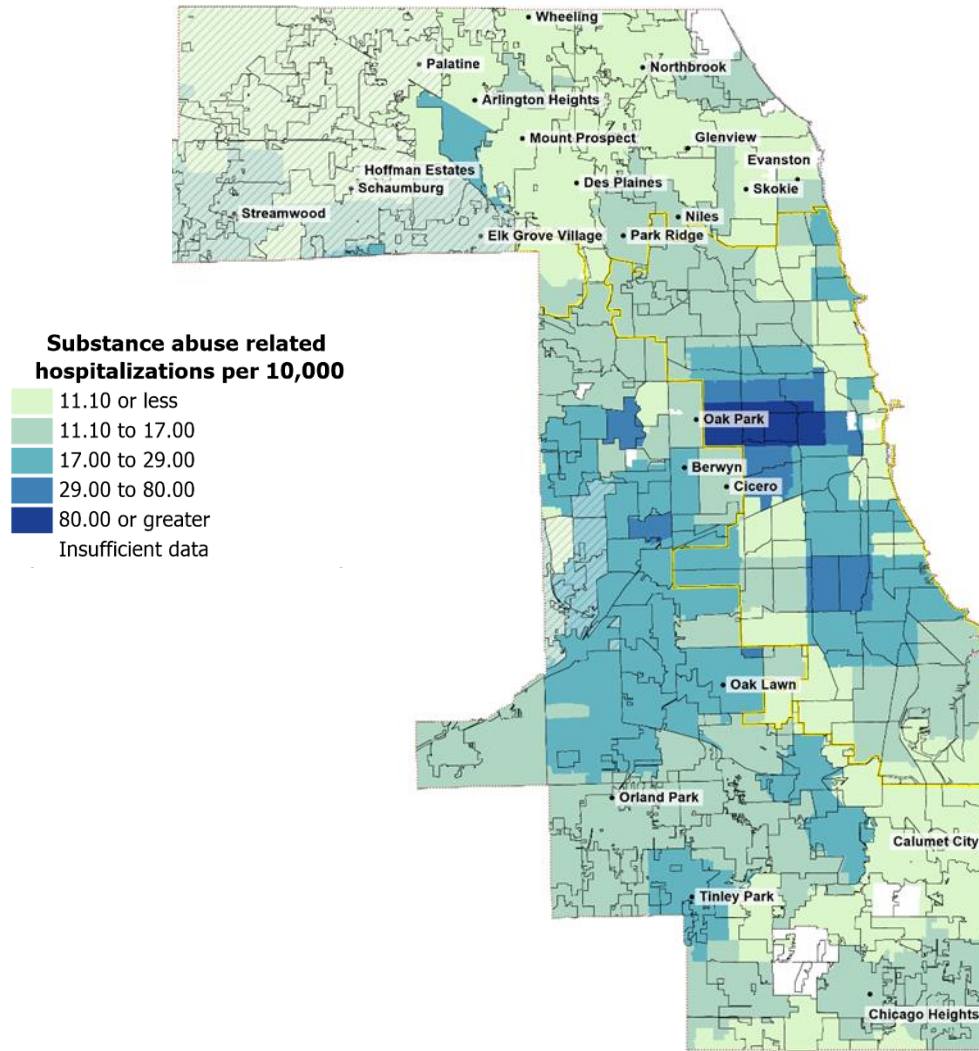 Wheeling
Palatine
Northbrook
Arlington Heights
Mount Prospect
Glenview
Evanston
Hoffman Estates
Schaumburg
Des Plaines
Skokie
Streamwood
Niles
Elk Grove Village
Park Ridge
Substance abuse related
hospitalizations per 10,000
11.10 or less
11.10 to 17.00
17.00 to 29.00
29.00 to 80.00
80.00 or greater
Insufficient data
Oak Park
Berwyn
Cicero
Oak Lawn
Orland Park
Calumet City
Tinley Park
Chicago Heights